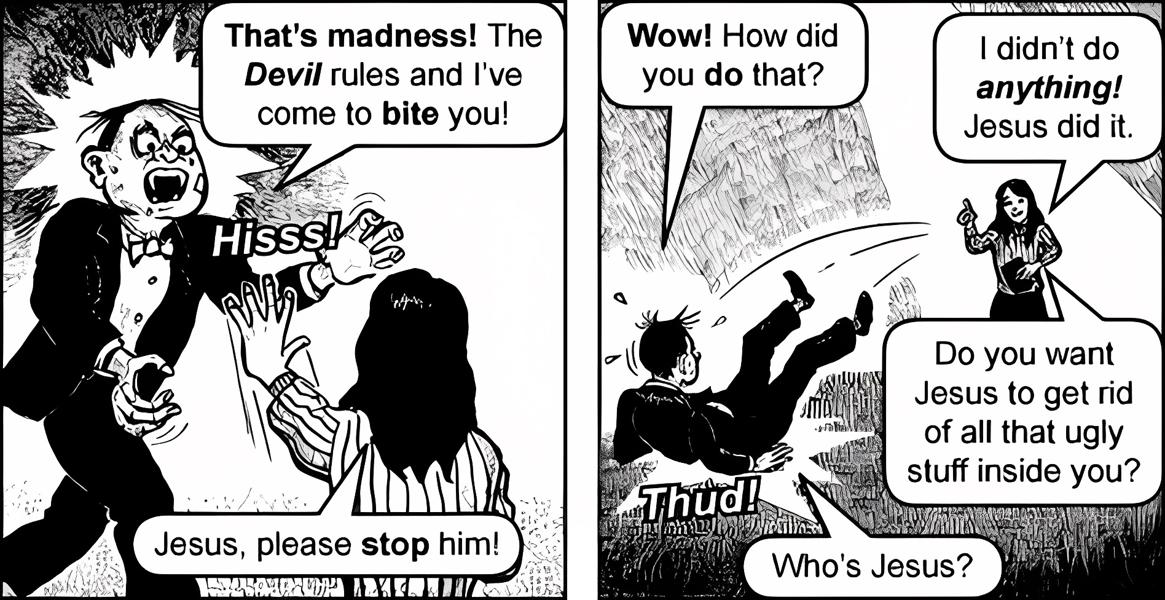 That's madness! The
Devil rules and I've
come to bite you!
Hisss!
Jesus, please stop him!
Wow! How did
you do that?
I didn't do
anything!
Jesus did it.
Do you want
Jesus to get rid
of all that ugly
stuff inside you?
Thud!
Who's Jesus?